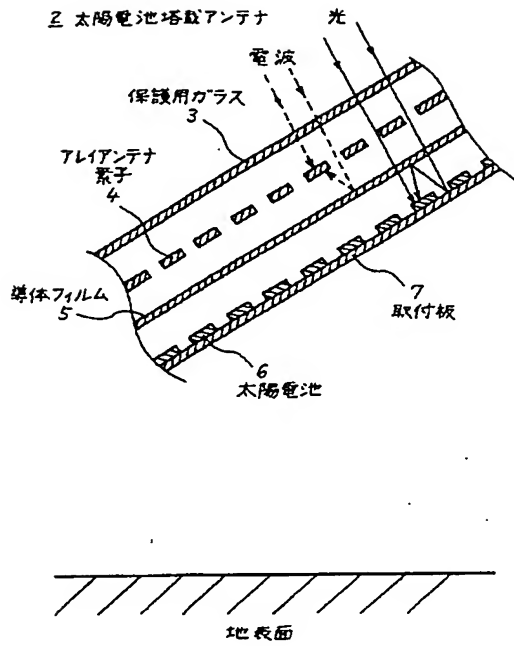 2 太陽電池塔載アンテナ
光
電波
保護用ガラス
3
アレイアンテナ
素子
4
導体フィルム
5
7
取付板
6
太陽電池
地表面